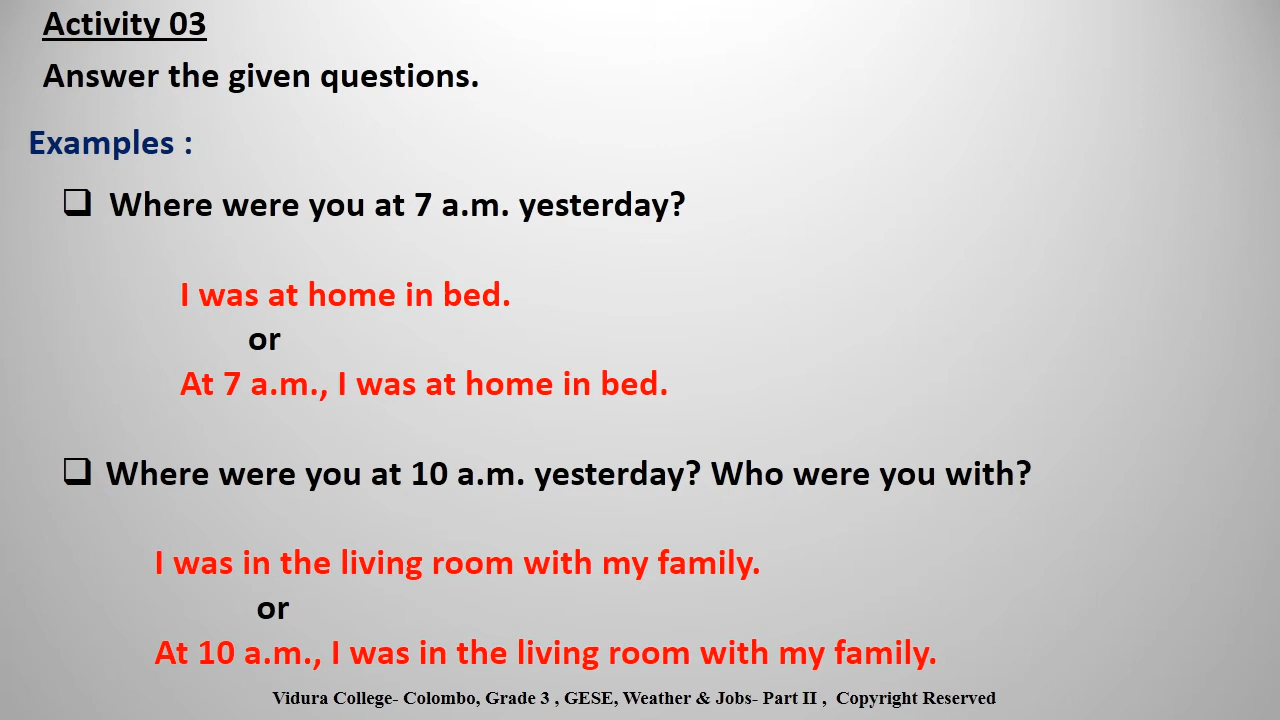 Activity 03
Answer the given questions.
Examples :
❑ Where were you at 7 a.m. yesterday?
I was at home in bed.
or
At 7 a.m., I was at home in bed.
❑ Where were you at 10 a.m. yesterday? Who were you with?
I was in the living room with my family.
or
At 10 a.m., I was in the living room with my family.
Vidura College- Colombo, Grade 3 , GESE, Weather & Jobs- Part II , Copyright Reserved